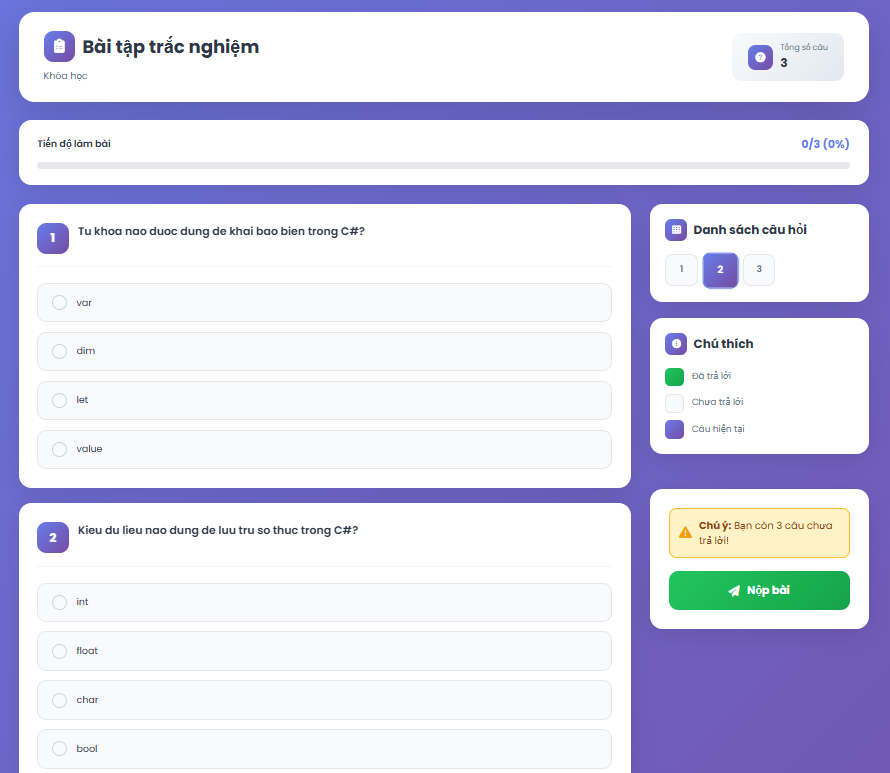 Bài tập trắc nghiệm
Khóa học
Tổng số câu
3
Tiến độ làm bài
0/3 (0%)
1
Tu khoa nao duoc dung de khai bao bien trong C#?
var
dim
let
value
2
Kieu du lieu nao dung de luu tru so thuc trong C#?
int
float
char
bool
Danh sách câu hỏi
1 2 3
Chú thích
Đã trả lời
Chưa trả lời
Câu hiện tại
Chú ý: Bạn còn 3 câu chưa
trả lời!
Nộp bài